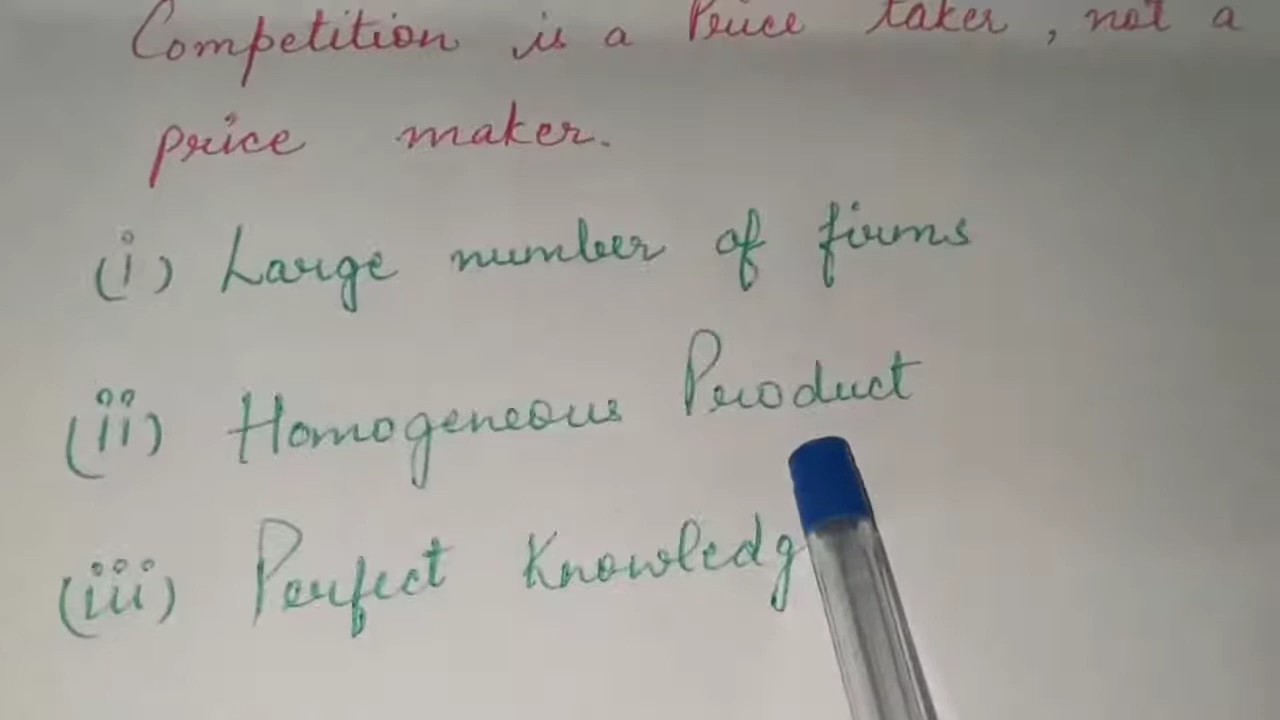 Competition is a Price taker, not a
price maker.
(i) Large number of firms
(ii) Homogeneous Product
(iii) Perfect Knowledg